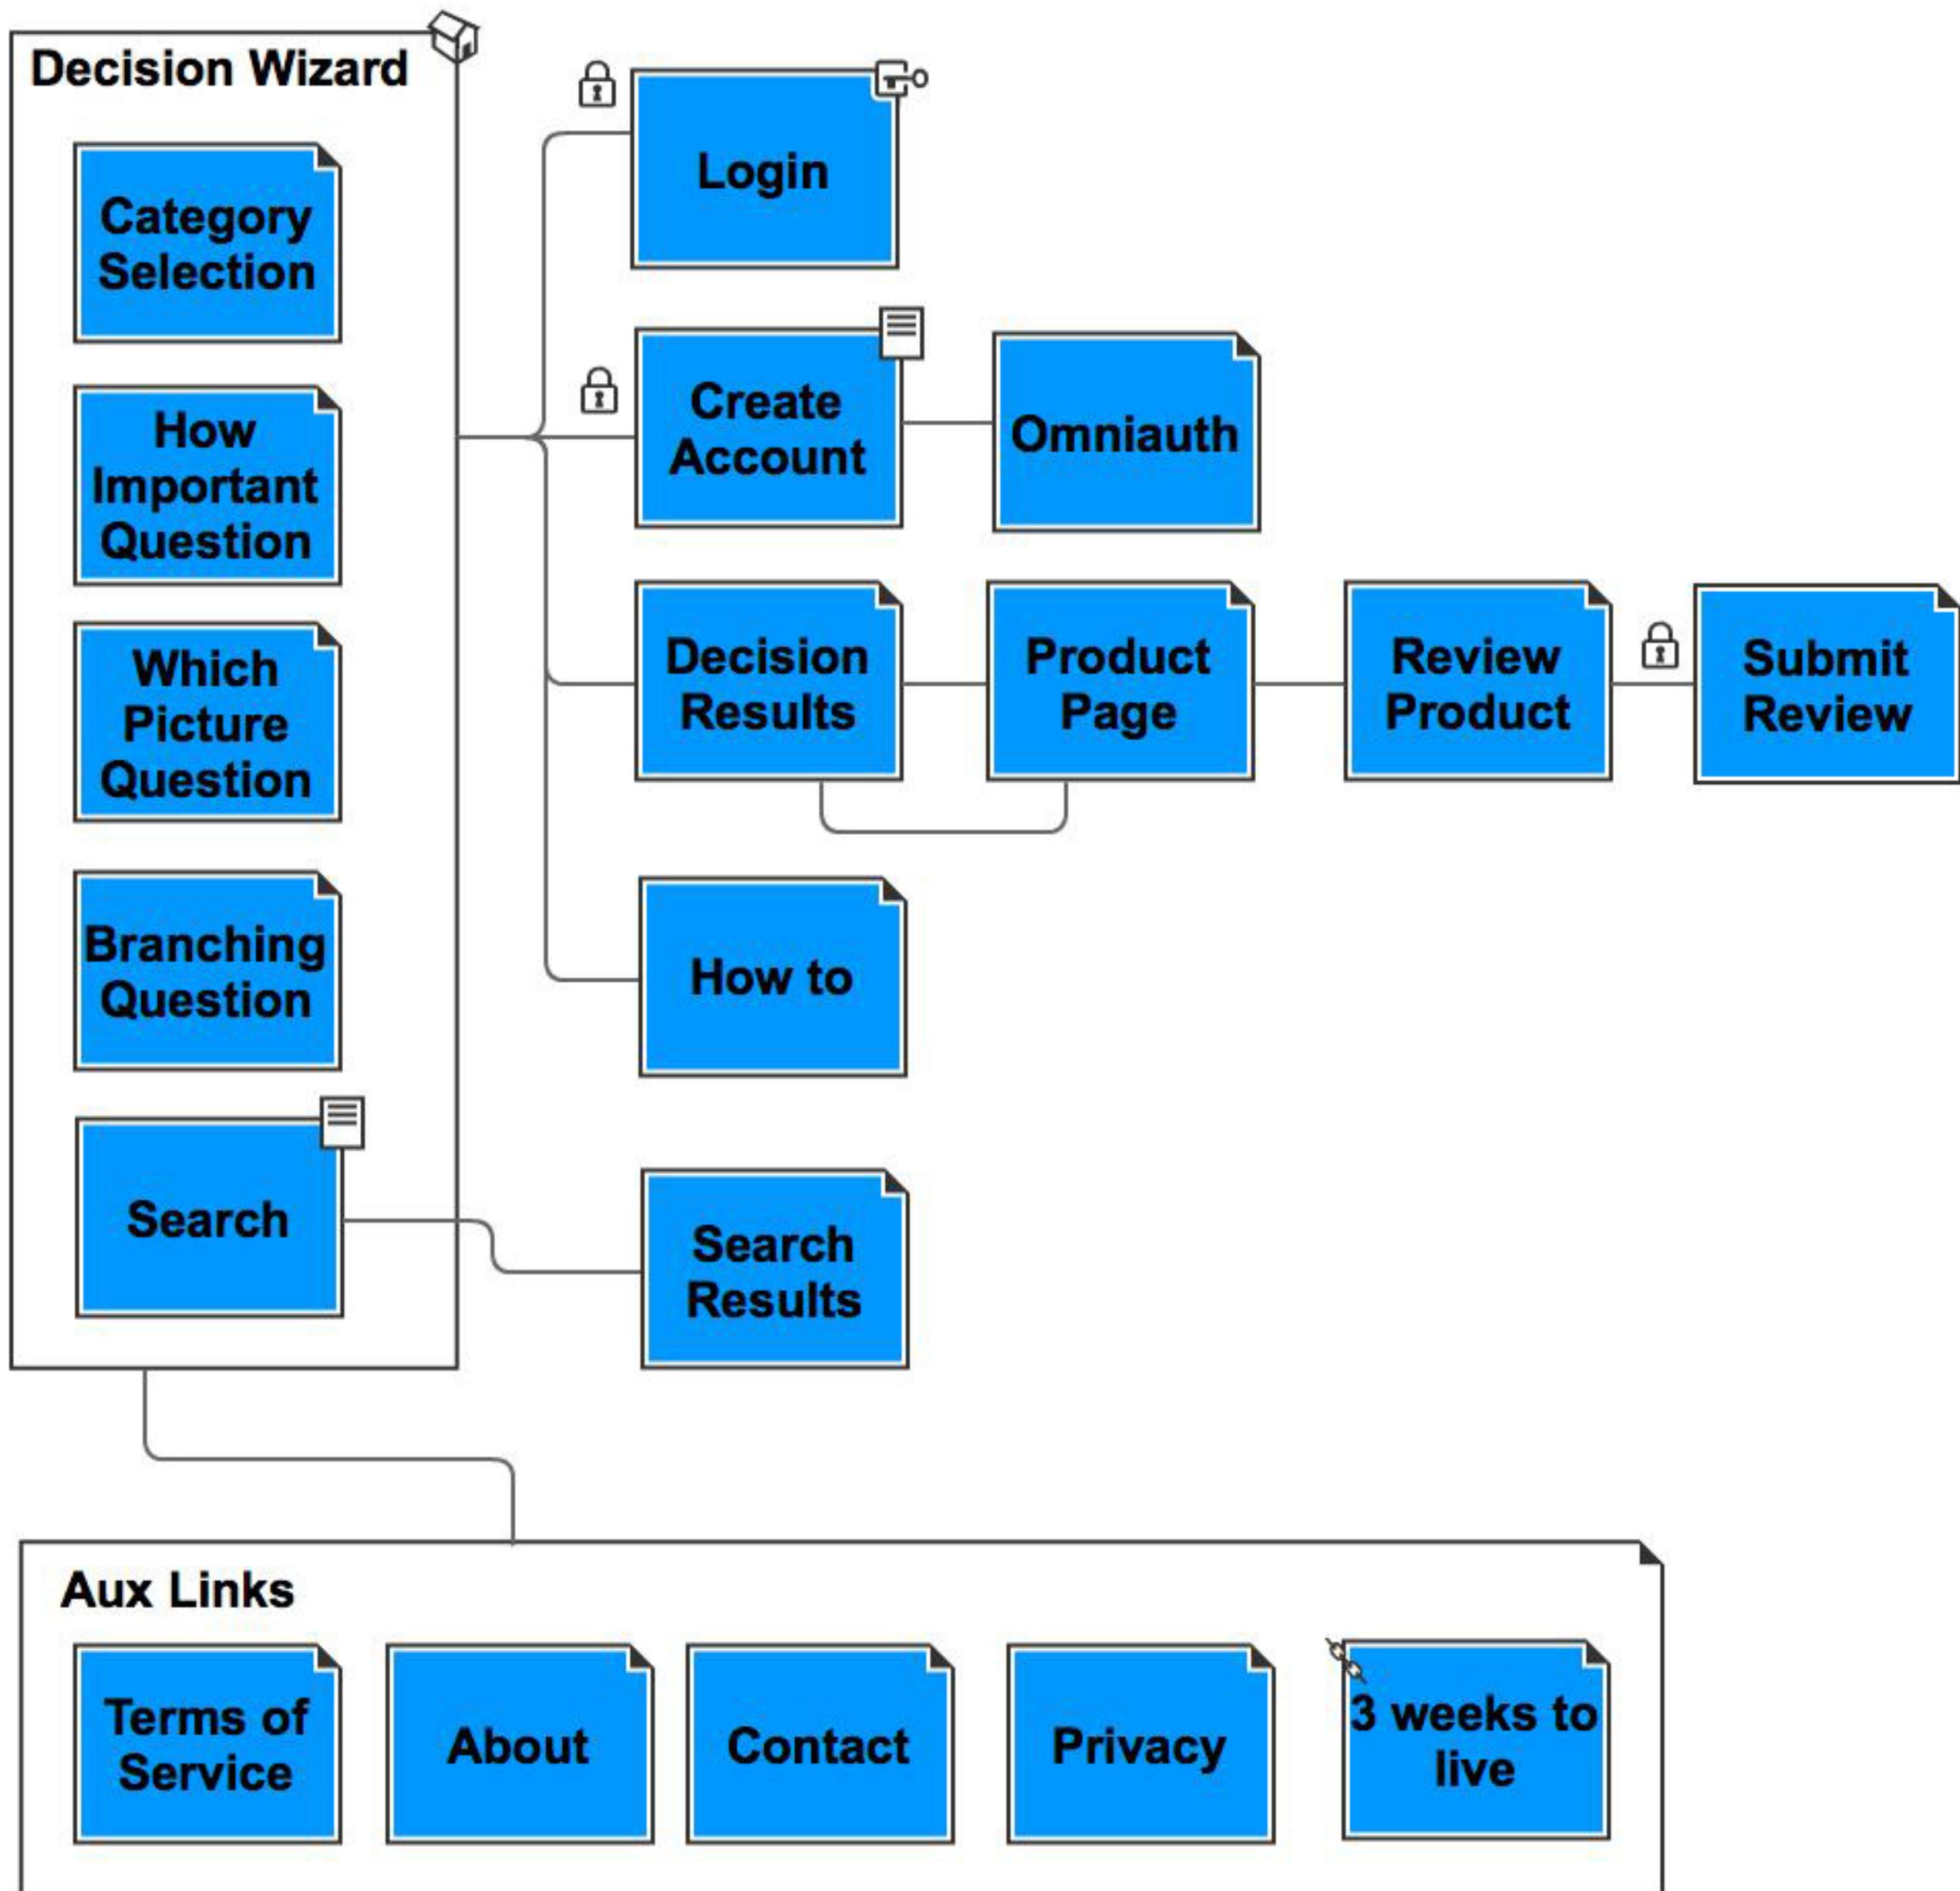 Decision Wizard
Category
Selection
How
Important
Question
Which
Picture
Question
Branching
Question
Search
Login
Create
Account
Omniauth
Decision
Results
Product
Page
Review
Product
Submit
Review
How to
Search
Results
Aux Links
Terms of
Service
About
Contact
Privacy
3 weeks to
live